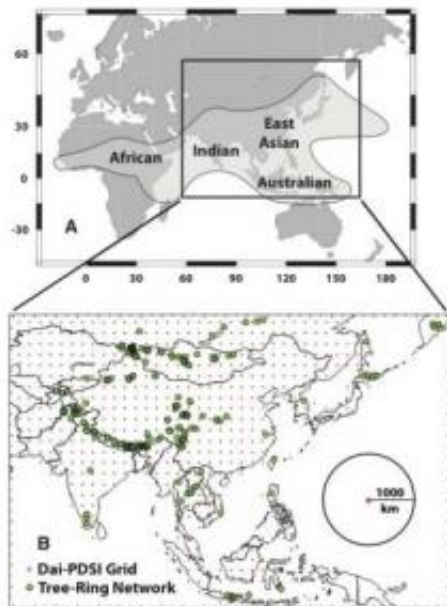 60
30
0
-30
African
Indian
East
Asian
Australian
A
0 30 60 90 120 150 180
1000
km
B
Dai-PDSI Grid
Tree-Ring Network